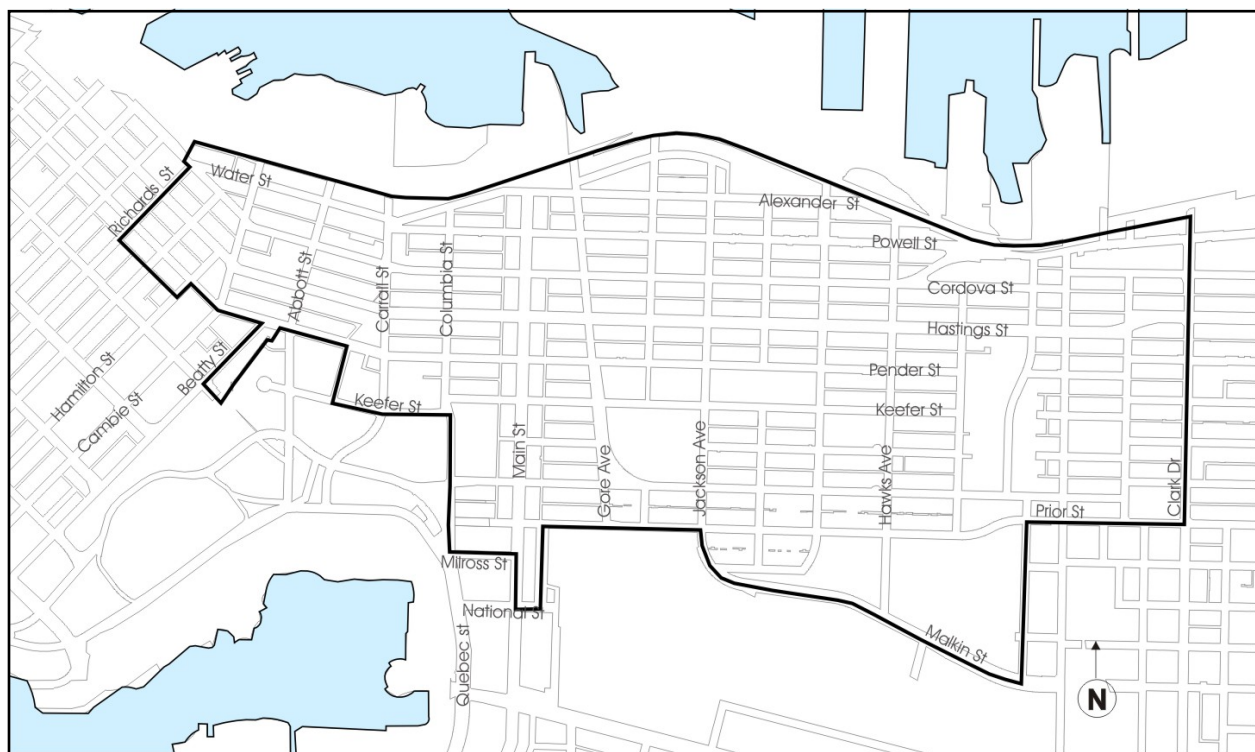 Richards St
Water St
Alexander St
Powell St
Cordova St
Hastings St
Pender St
Keefer St
Abbott St
Carrall St
Columbia St
Beatty St
Hamilton St
Cambie St
Keefer St
Main St
Gore Ave
Jackson Ave
Hawks Ave
Clark Dr
Prior St
Milross St
National St
Quebec st
Malkin St
N